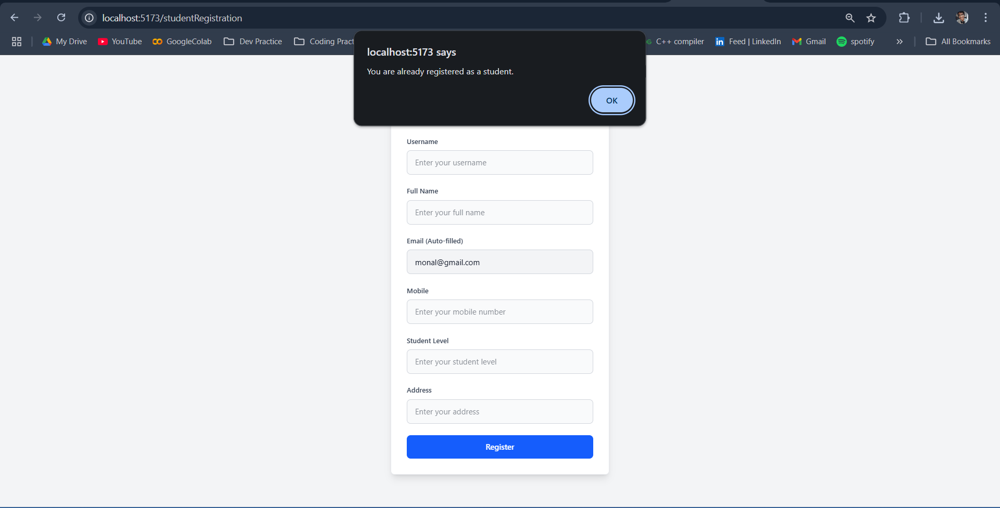 localhost:5173/studentRegistration
My Drive YouTube GoogleColab Dev Practice Coding Pract C++ compiler Feed | LinkedIn Gmail spotify » All Bookmarks
localhost:5173 says
You are already registered as a student.
OK
Username
Enter your username
Full Name
Enter your full name
Email (Auto-filled)
monal@gmail.com
Mobile
Enter your mobile number
Student Level
Enter your student level
Address
Enter your address
Register